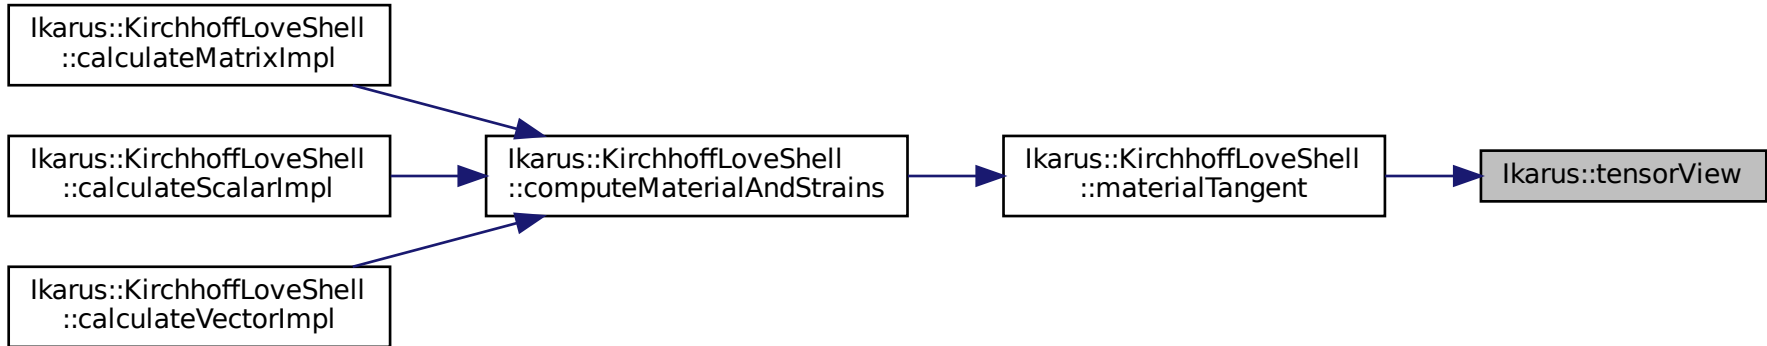 Ikarus::KirchhoffLoveShell
::calculateMatrixImpl
Ikarus::KirchhoffLoveShell
::calculateScalarImpl
Ikarus::KirchhoffLoveShell
::calculateVectorImpl
Ikarus::KirchhoffLoveShell
::computeMaterialAndStrains
Ikarus::KirchhoffLoveShell
::materialTangent
Ikarus::tensorView